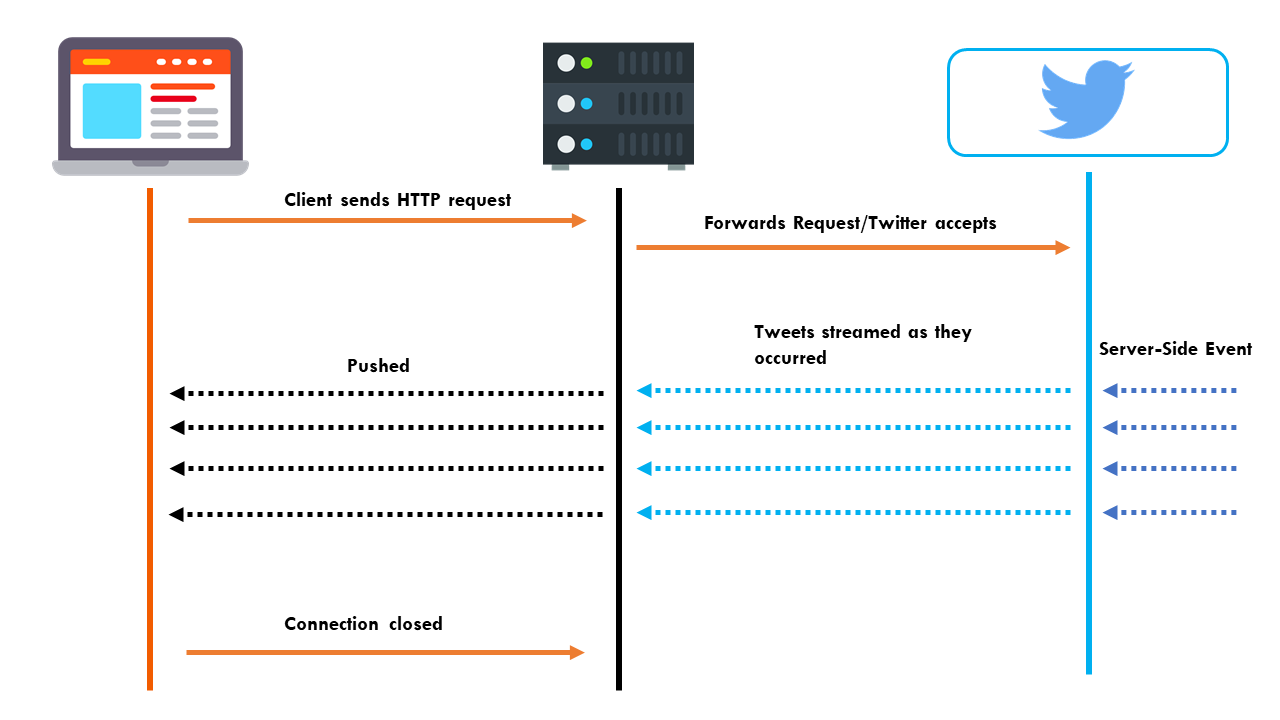 Client sends HTTP request
Forwards Request/Twitter accepts
Tweets streamed as they
occurred
Server-Side Event
Pushed
Connection closed